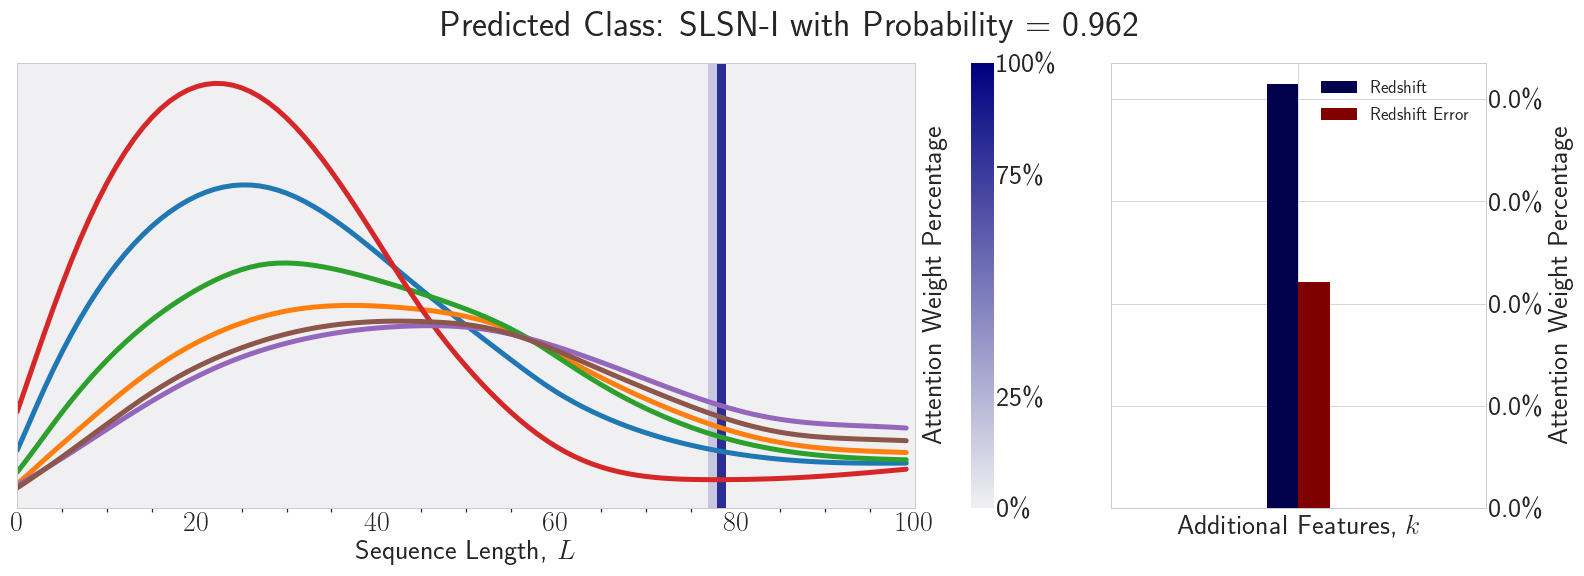 Predicted Class: SLSN-I with Probability = 0.962
100%
75%
25%
0%
Attention Weight Percentage
0 20 40 60 80 100
Sequence Length, L
Redshift
Redshift Error
0.0%
0.0%
0.0%
0.0%
0.0%
Attention Weight Percentage
Additional Features, k